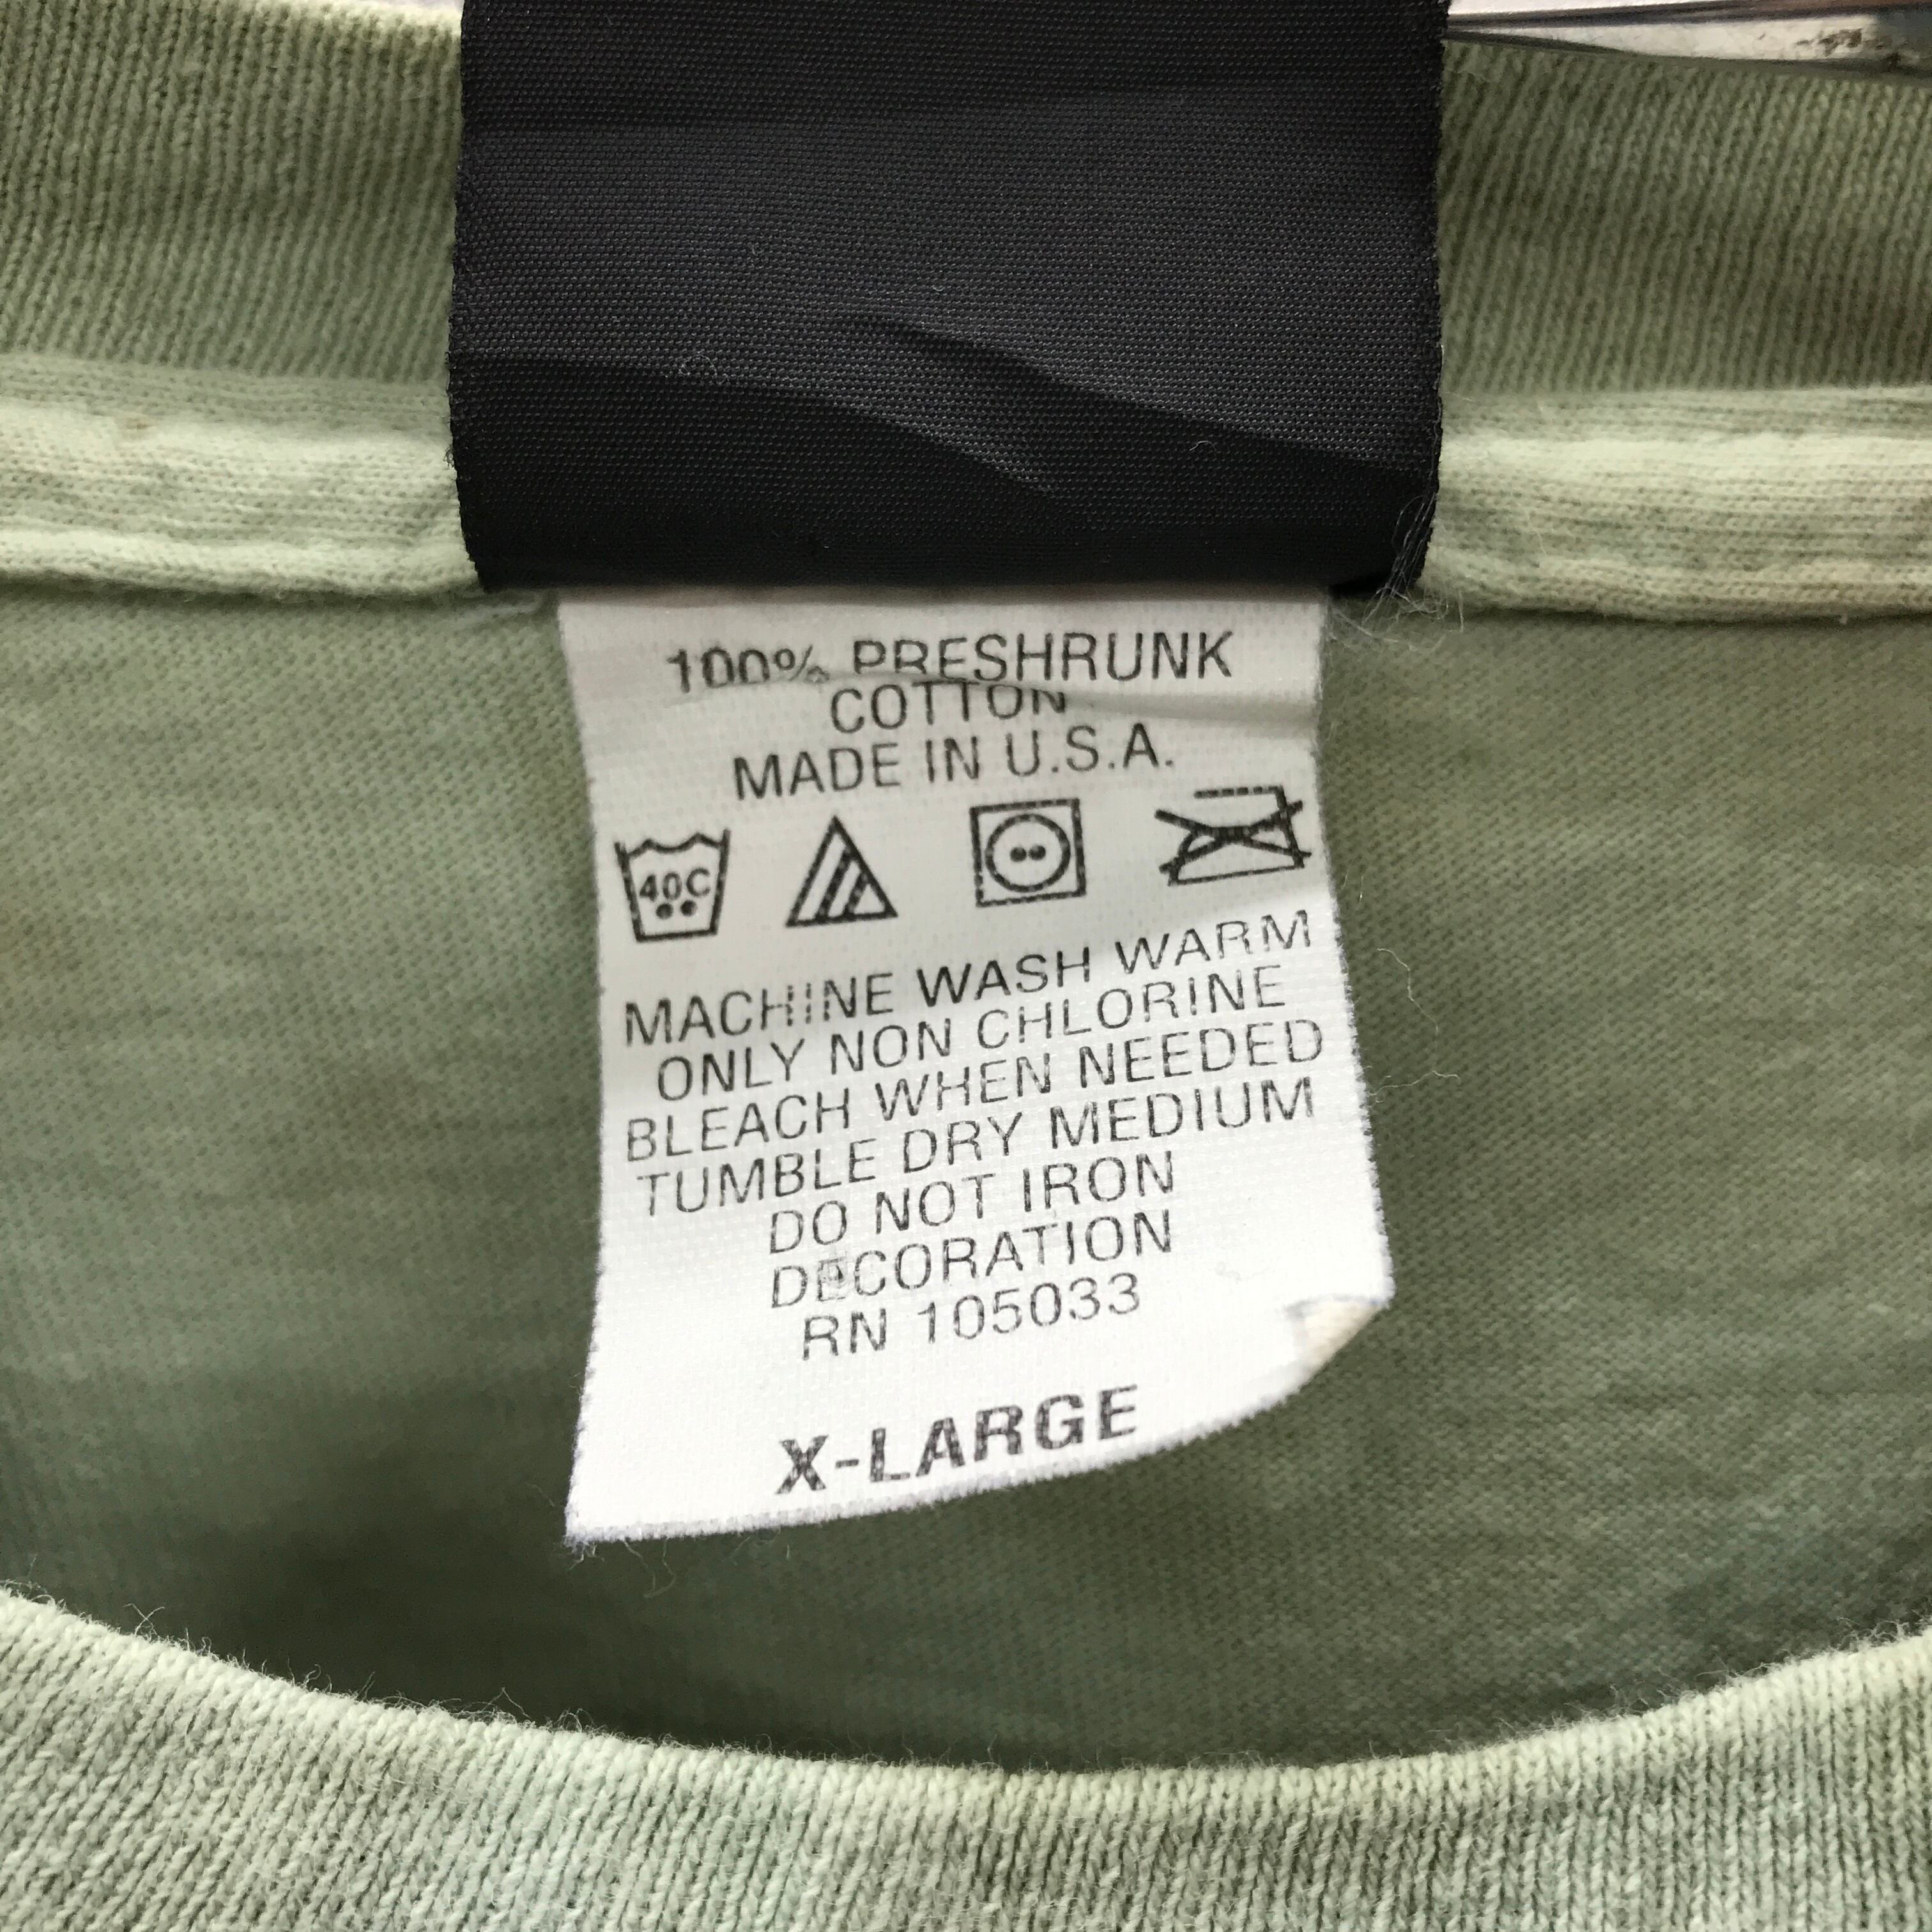 100% PRESHRUNK
COTTON
MADE IN U.S.A.
40C
MACHINE WASH WARM
ONLY NON CHLORINE
BLEACH WHEN NEEDED
TUMBLE DRY MEDIUM
DO NOT IRON
DECORATION
RN 105033
X-LARGE